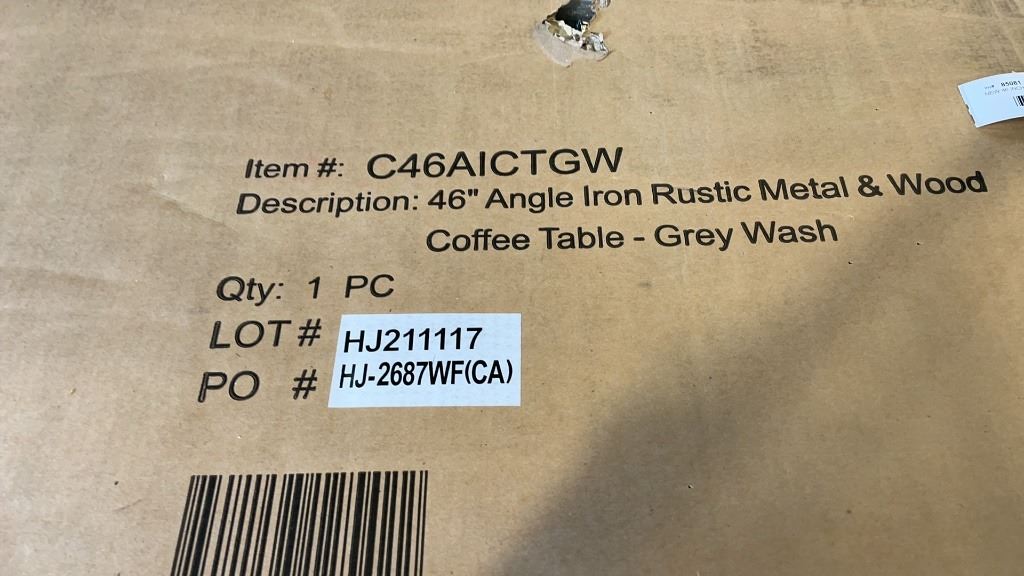 85081
Item #: C46AICTGW
Description: 46" Angle Iron Rustic Metal & Wood
Coffee Table - Grey Wash
Qty: 1 PC
LOT # HJ211117
PO # HJ-2687WF(CA)